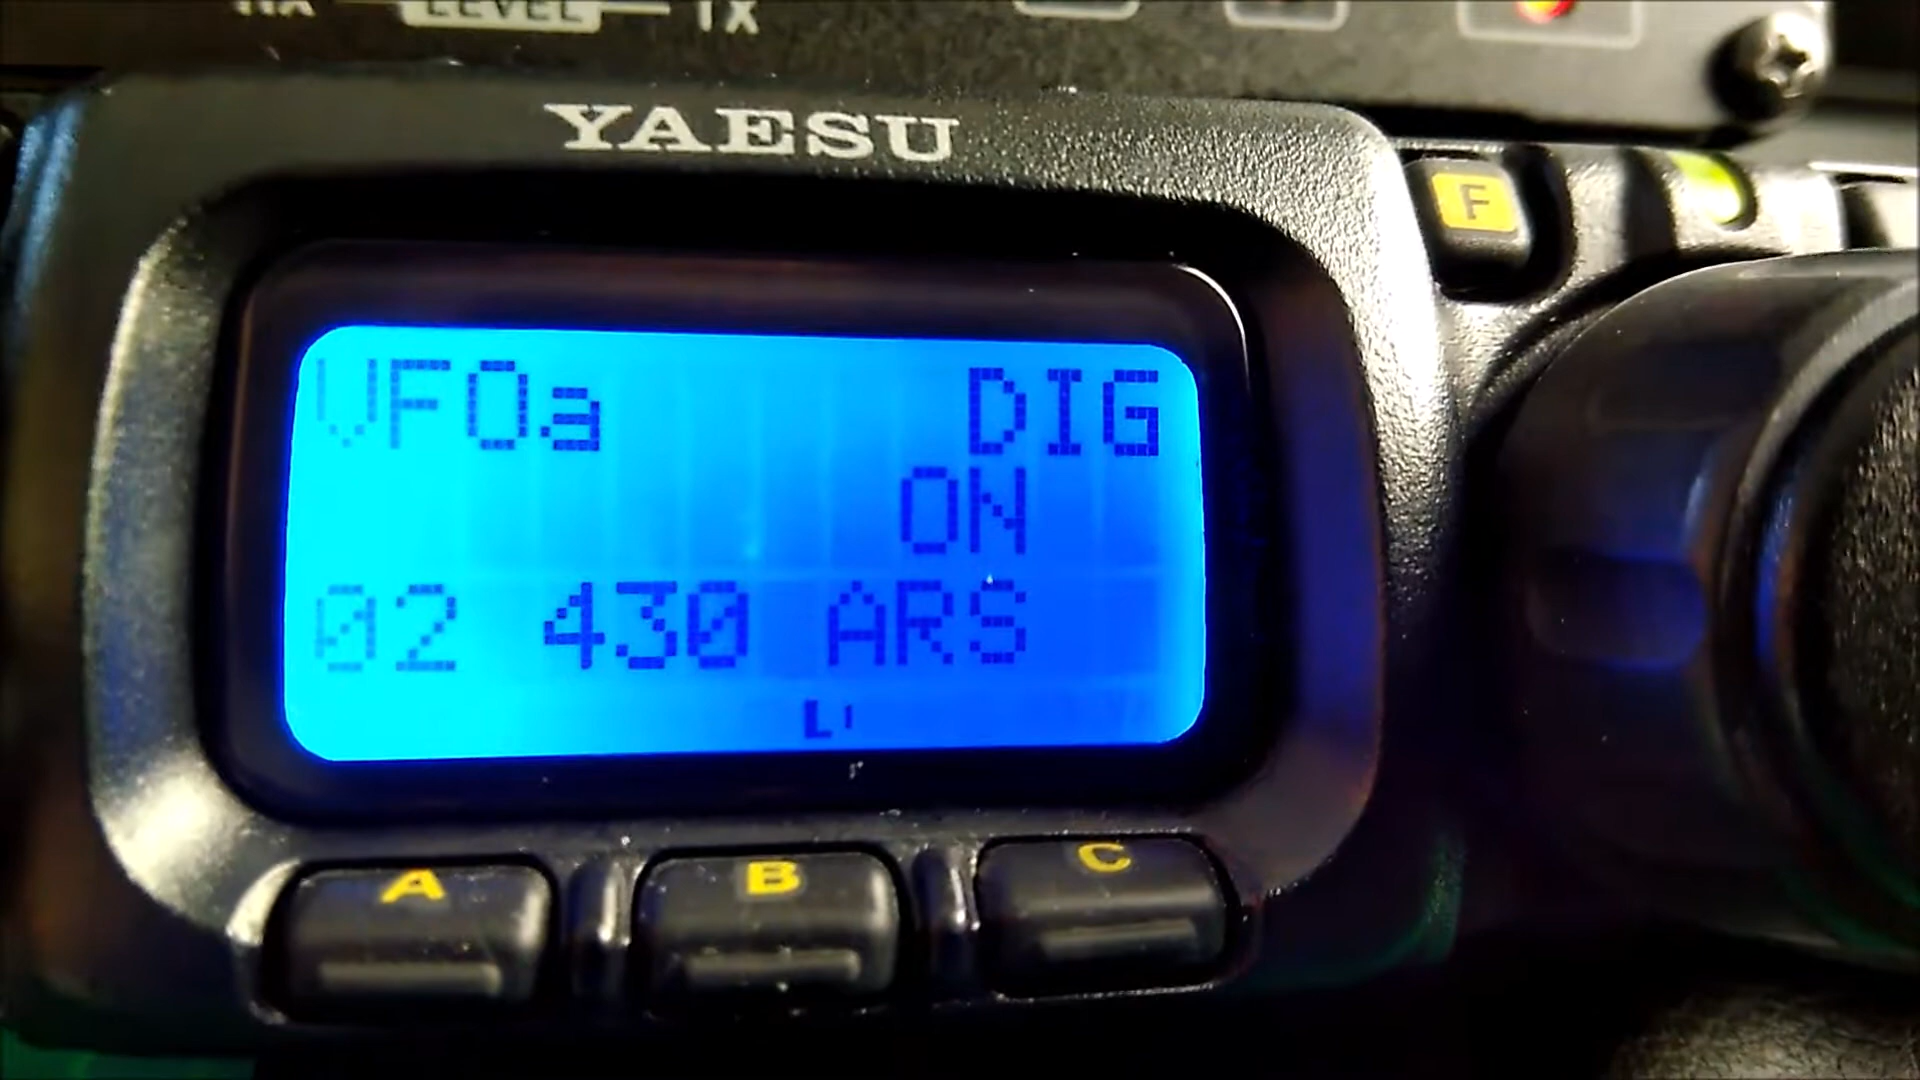 LEVEL TX
YAESU
F
VFOa DIG
ON
02 430 ARS
L
A B C